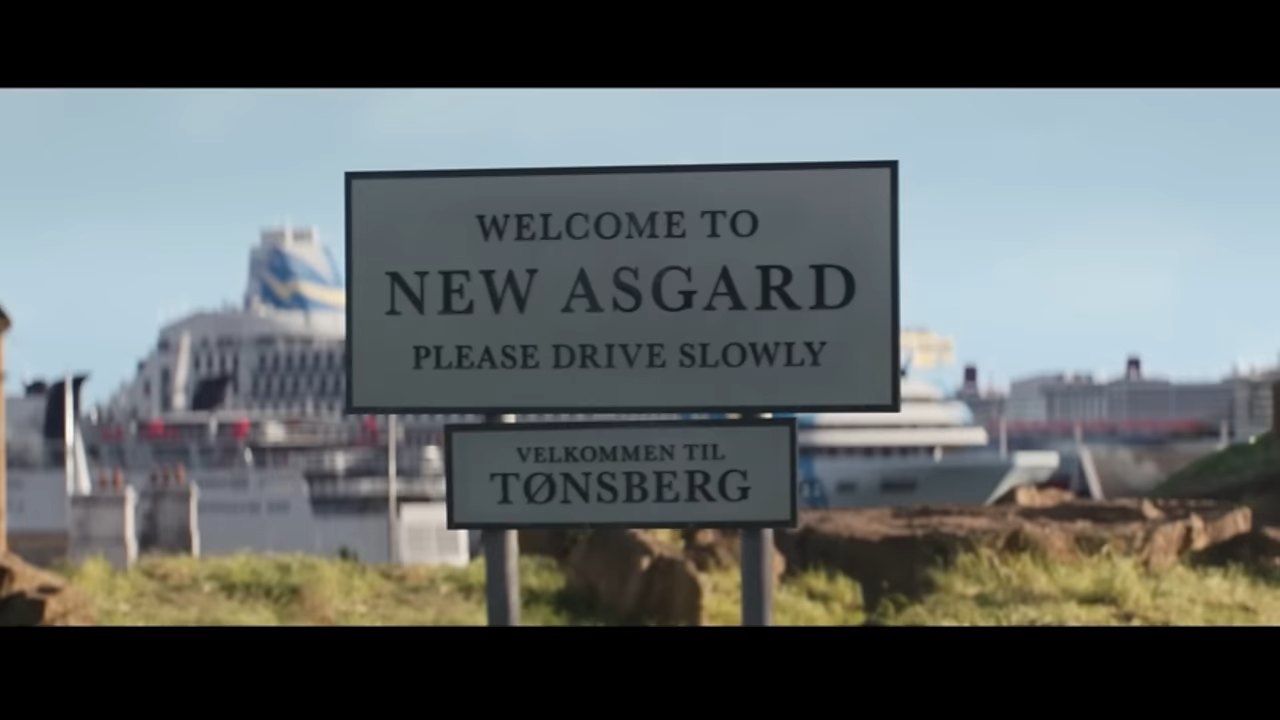 WELCOME TO
NEW ASGARD
PLEASE DRIVE SLOWLY
VELKOMMEN TIL
TØNSBERG